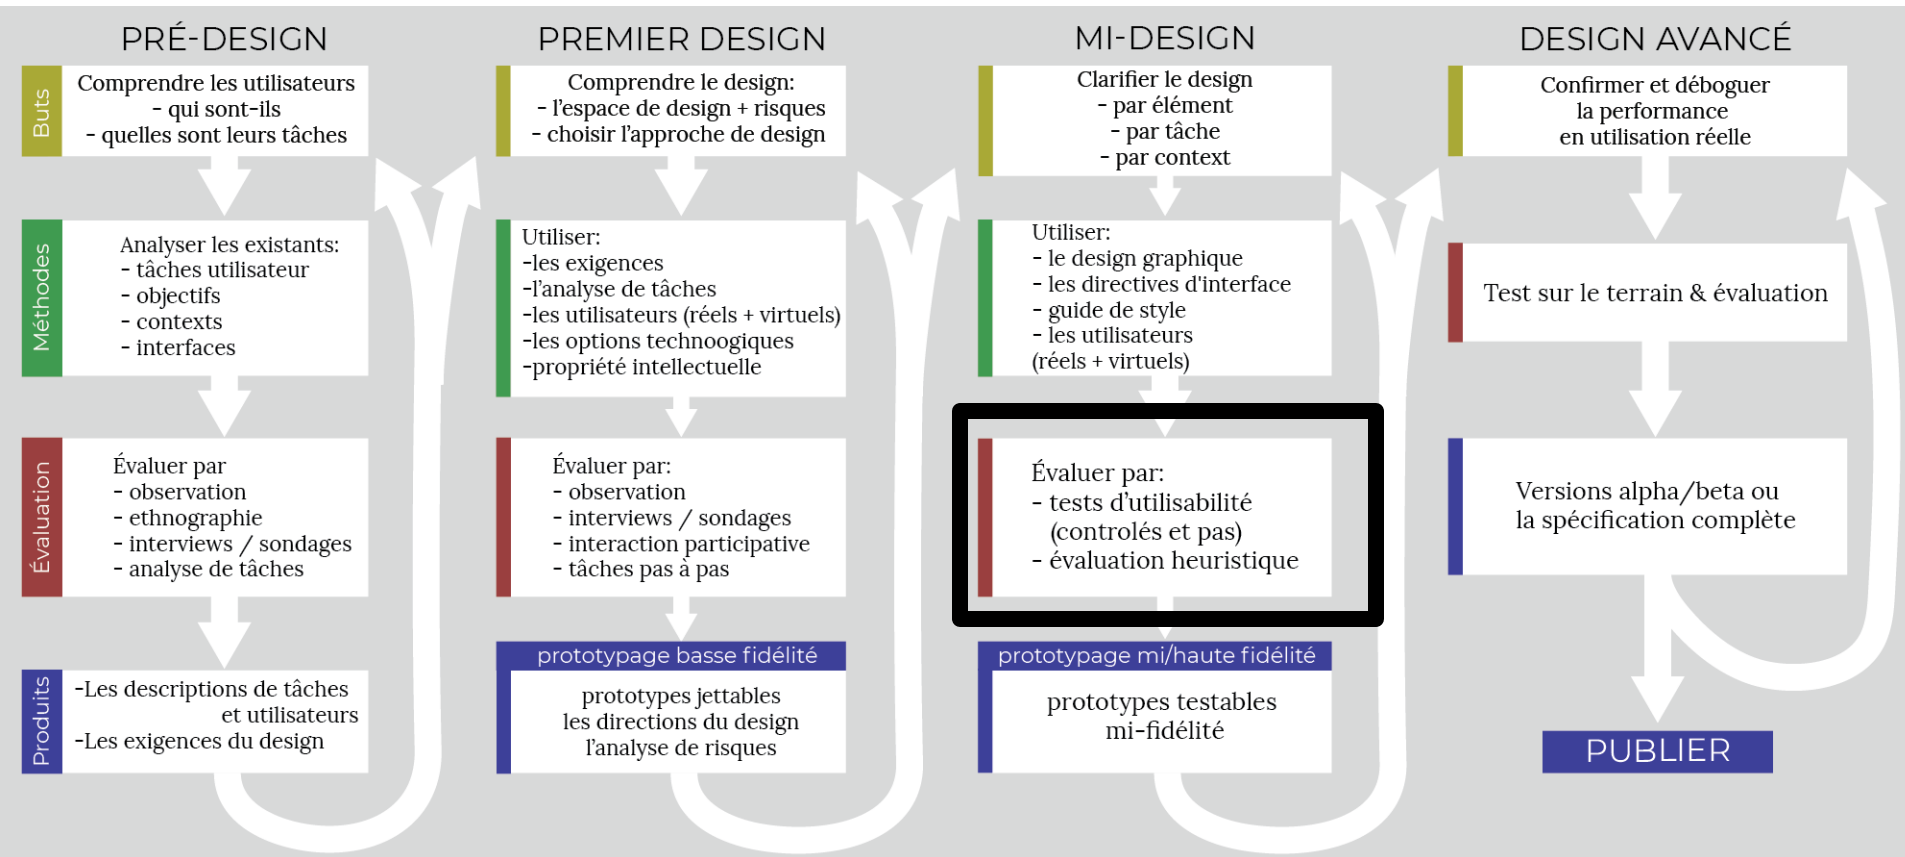 PRÉ-DESIGN
Buts
Comprendre les utilisateurs
- qui sont-ils
- quelles sont leurs tâches
Méthodes
Analyser les existants:
- tâches utilisateur
- objectifs
- contexts
- interfaces
Évaluation
Évaluer par
- observation
- ethnographie
- interviews / sondages
- analyse de tâches
Produits
-Les descriptions de tâches
et utilisateurs
-Les exigences du design
PREMIER DESIGN
Comprendre le design:
- l'espace de design + risques
- choisir l'approche de design
Utiliser:
-les exigences
-l'analyse de tâches
-les utilisateurs (réels + virtuels)
-les options technoogiques
-propriété intellectuelle
Évaluer par:
- observation
- interviews / sondages
- interaction participative
- tâches pas à pas
prototypage basse fidélité
prototypes jettables
les directions du design
l'analyse de risques
MI-DESIGN
Clarifier le design
- par élément
- par tâche
- par context
Utiliser:
- le design graphique
- les directives d'interface
- guide de style
- les utilisateurs
(réels + virtuels)
Évaluer par:
- tests d'utilisabilité
(controlés et pas)
- évaluation heuristique
prototypage mi/haute fidélité
prototypes testables
mi-fidélité
DESIGN AVANCÉ
Confirmer et déboguer
la performance
en utilisation réelle
Test sur le terrain & évaluation
Versions alpha/beta ou
la spécification complète
PUBLIER